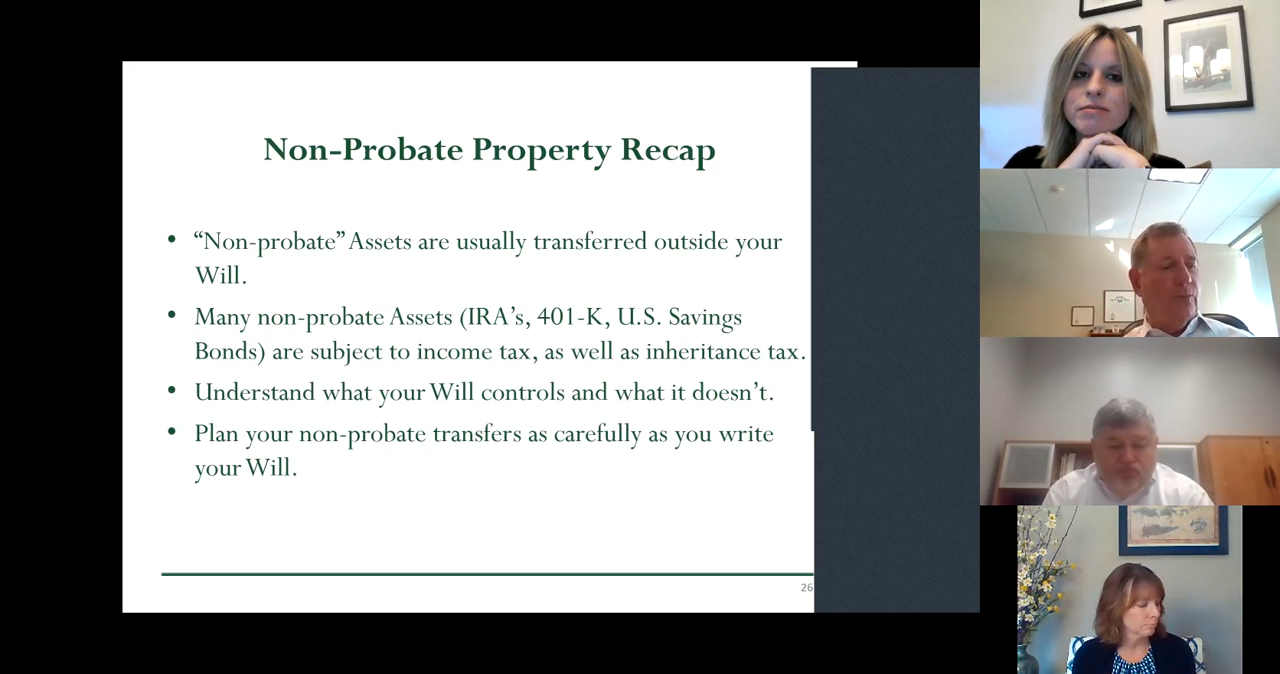 Non-Probate Property Recap
• “Non-probate” Assets are usually transferred outside your
Will.
• Many non-probate Assets (IRA’s, 401-K, U.S. Savings
Bonds) are subject to income tax, as well as inheritance tax.
• Understand what your Will controls and what it doesn’t.
• Plan your non-probate transfers as carefully as you write
your Will.
26